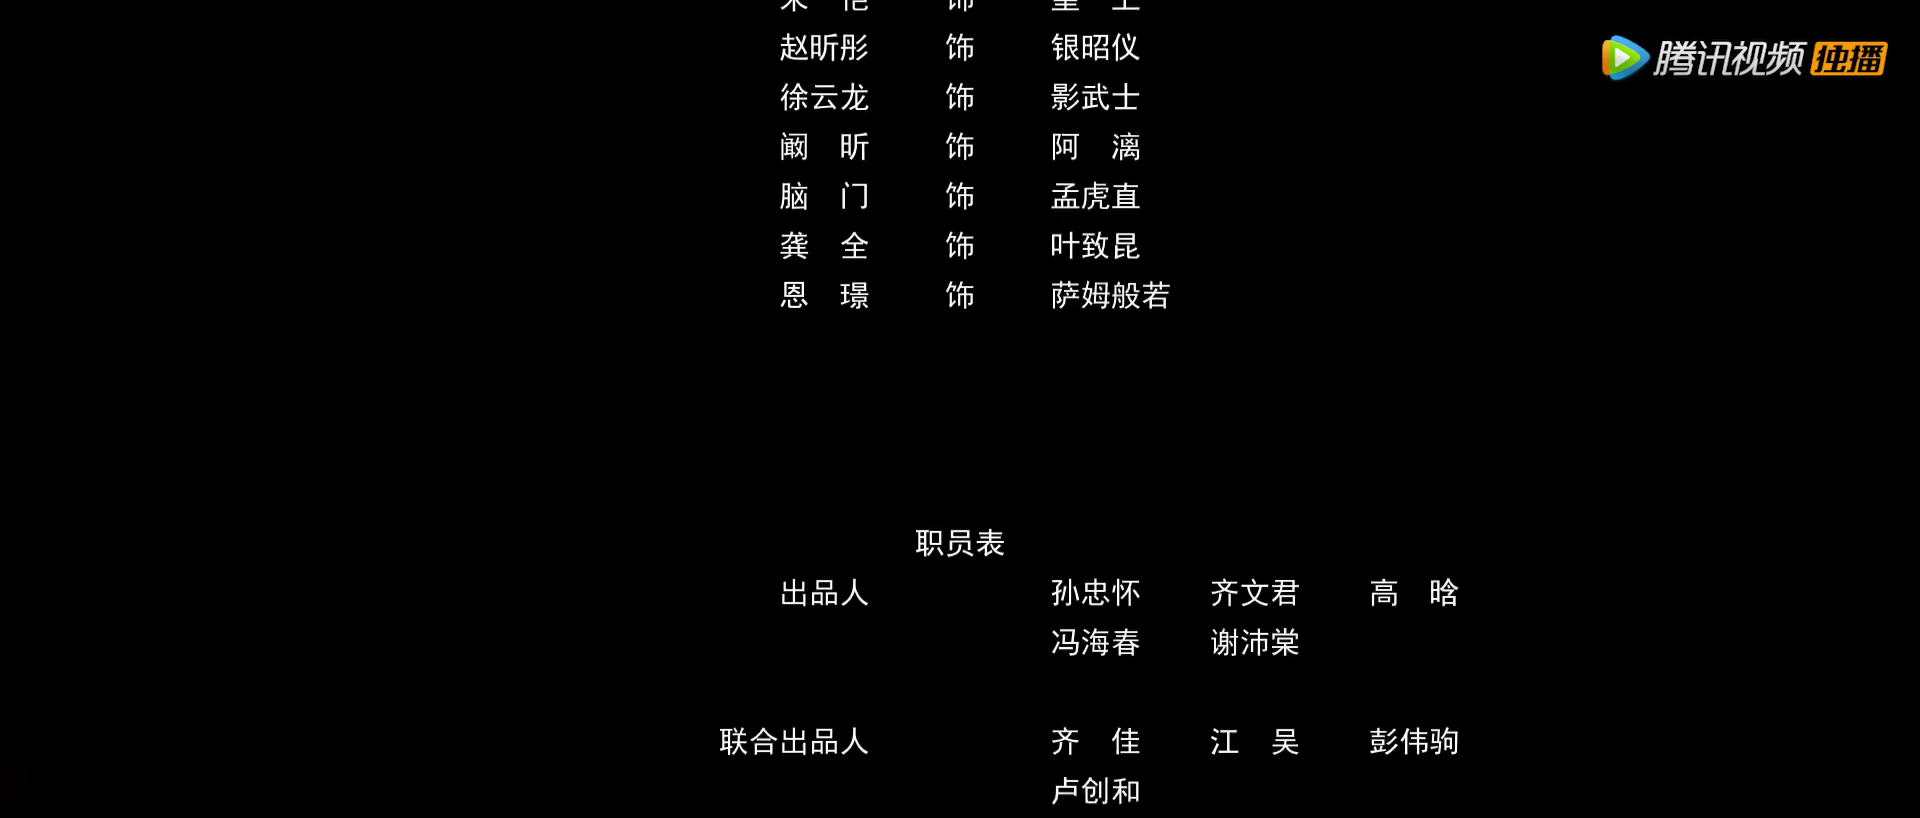 赵昕彤 饰 银昭仪
腾讯视频 独播
徐云龙 饰 影武士
阚 昕 饰 阿 漓
脑 门 饰 孟虎直
龚 全 饰 叶致昆
恩 璟 饰 萨姆般若
职员表
出品人 孙忠怀 齐文君 高 晗
冯海春 谢沛棠
联合出品人 齐 佳 江 吴 彭伟驹
卢创和